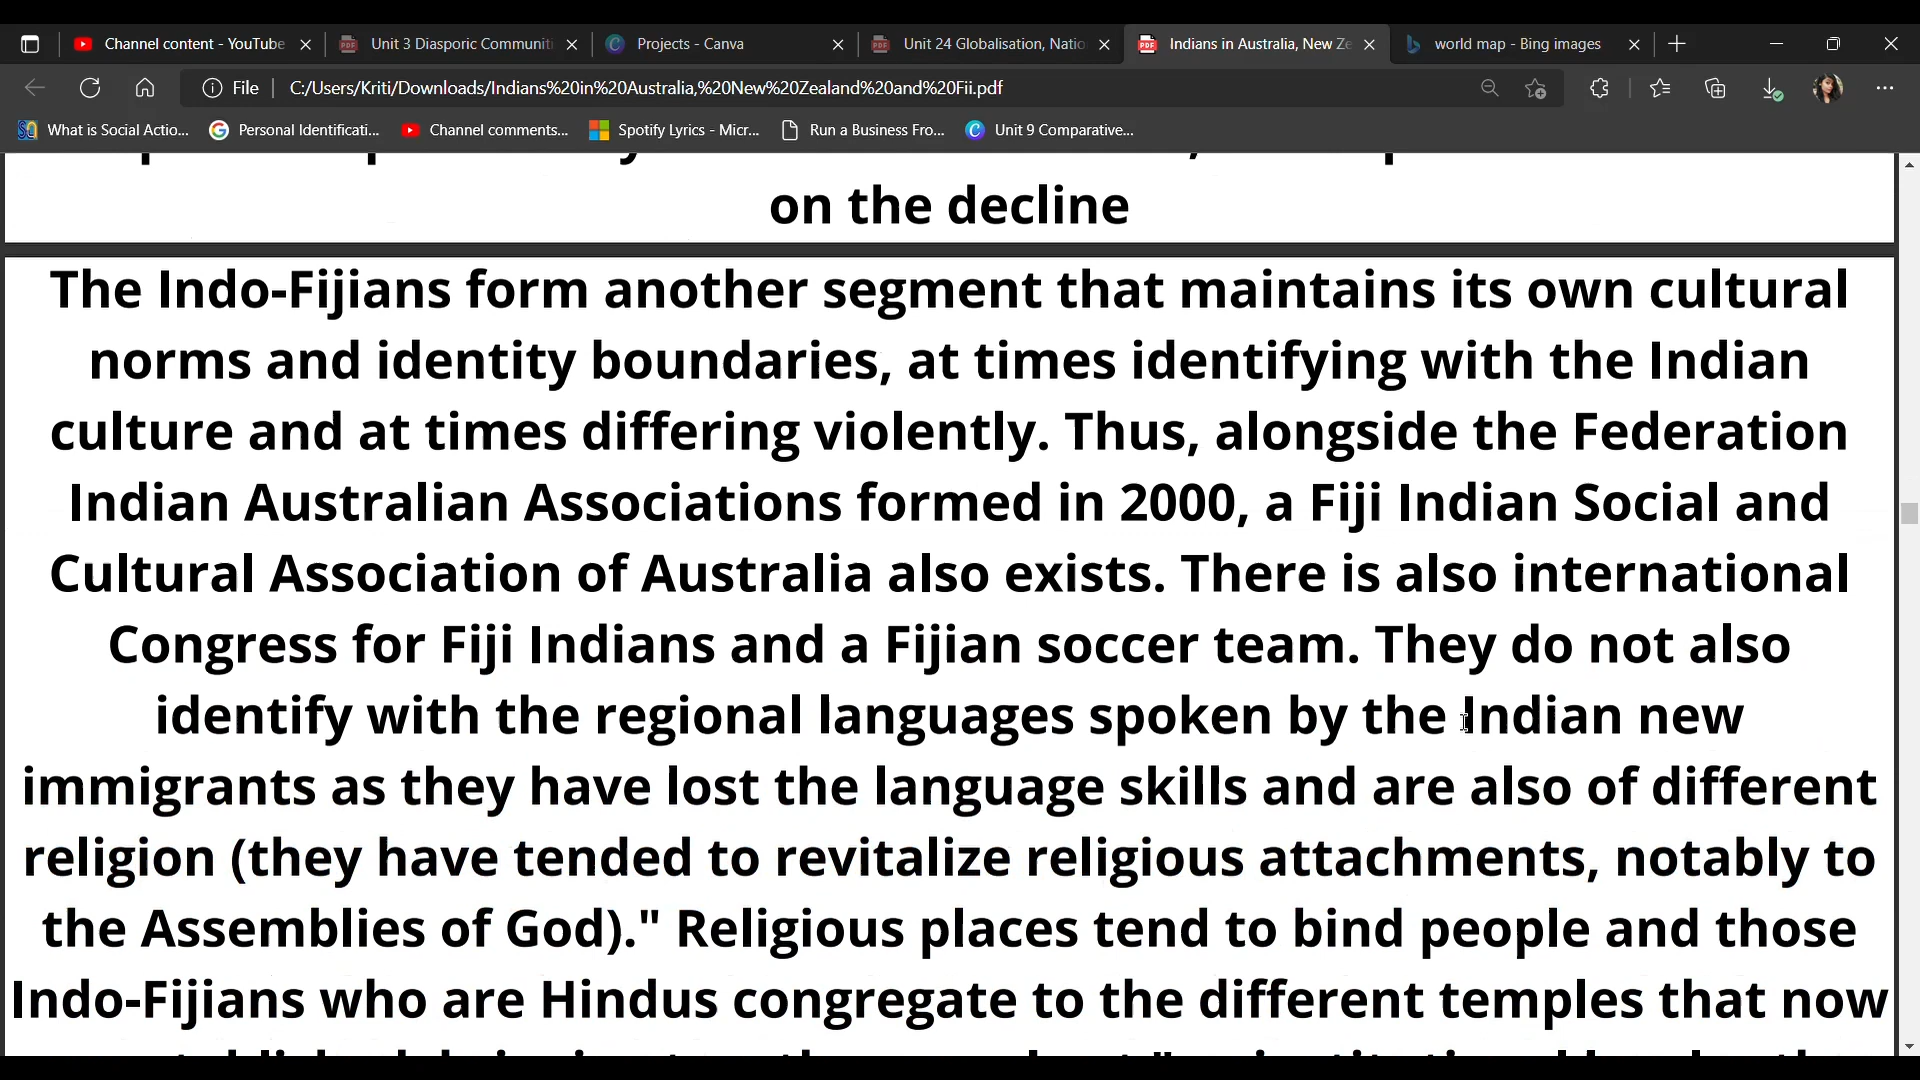 Channel content - YouTube
Unit 3 Diasporic Communiti
Projects - Canva
Unit 24 Globalisation, Natio
Indians in Australia, New Ze
world map - Bing images
File
C:/Users/Kriti/Downloads/Indians%20in%20Australia,%20New%20Zealand%20and%20Fii.pdf
What is Social Actio...
Personal Identificati...
Channel comments...
Spotify Lyrics - Micr...
Run a Business Fro...
Unit 9 Comparative...
on the decline
The Indo-Fijians form another segment that maintains its own cultural
norms and identity boundaries, at times identifying with the Indian
culture and at times differing violently. Thus, alongside the Federation
Indian Australian Associations formed in 2000, a Fiji Indian Social and
Cultural Association of Australia also exists. There is also international
Congress for Fiji Indians and a Fijian soccer team. They do not also
identify with the regional languages spoken by the Indian new
immigrants as they have lost the language skills and are also of different
religion (they have tended to revitalize religious attachments, notably to
the Assemblies of God)." Religious places tend to bind people and those
Indo-Fijians who are Hindus congregate to the different temples that now